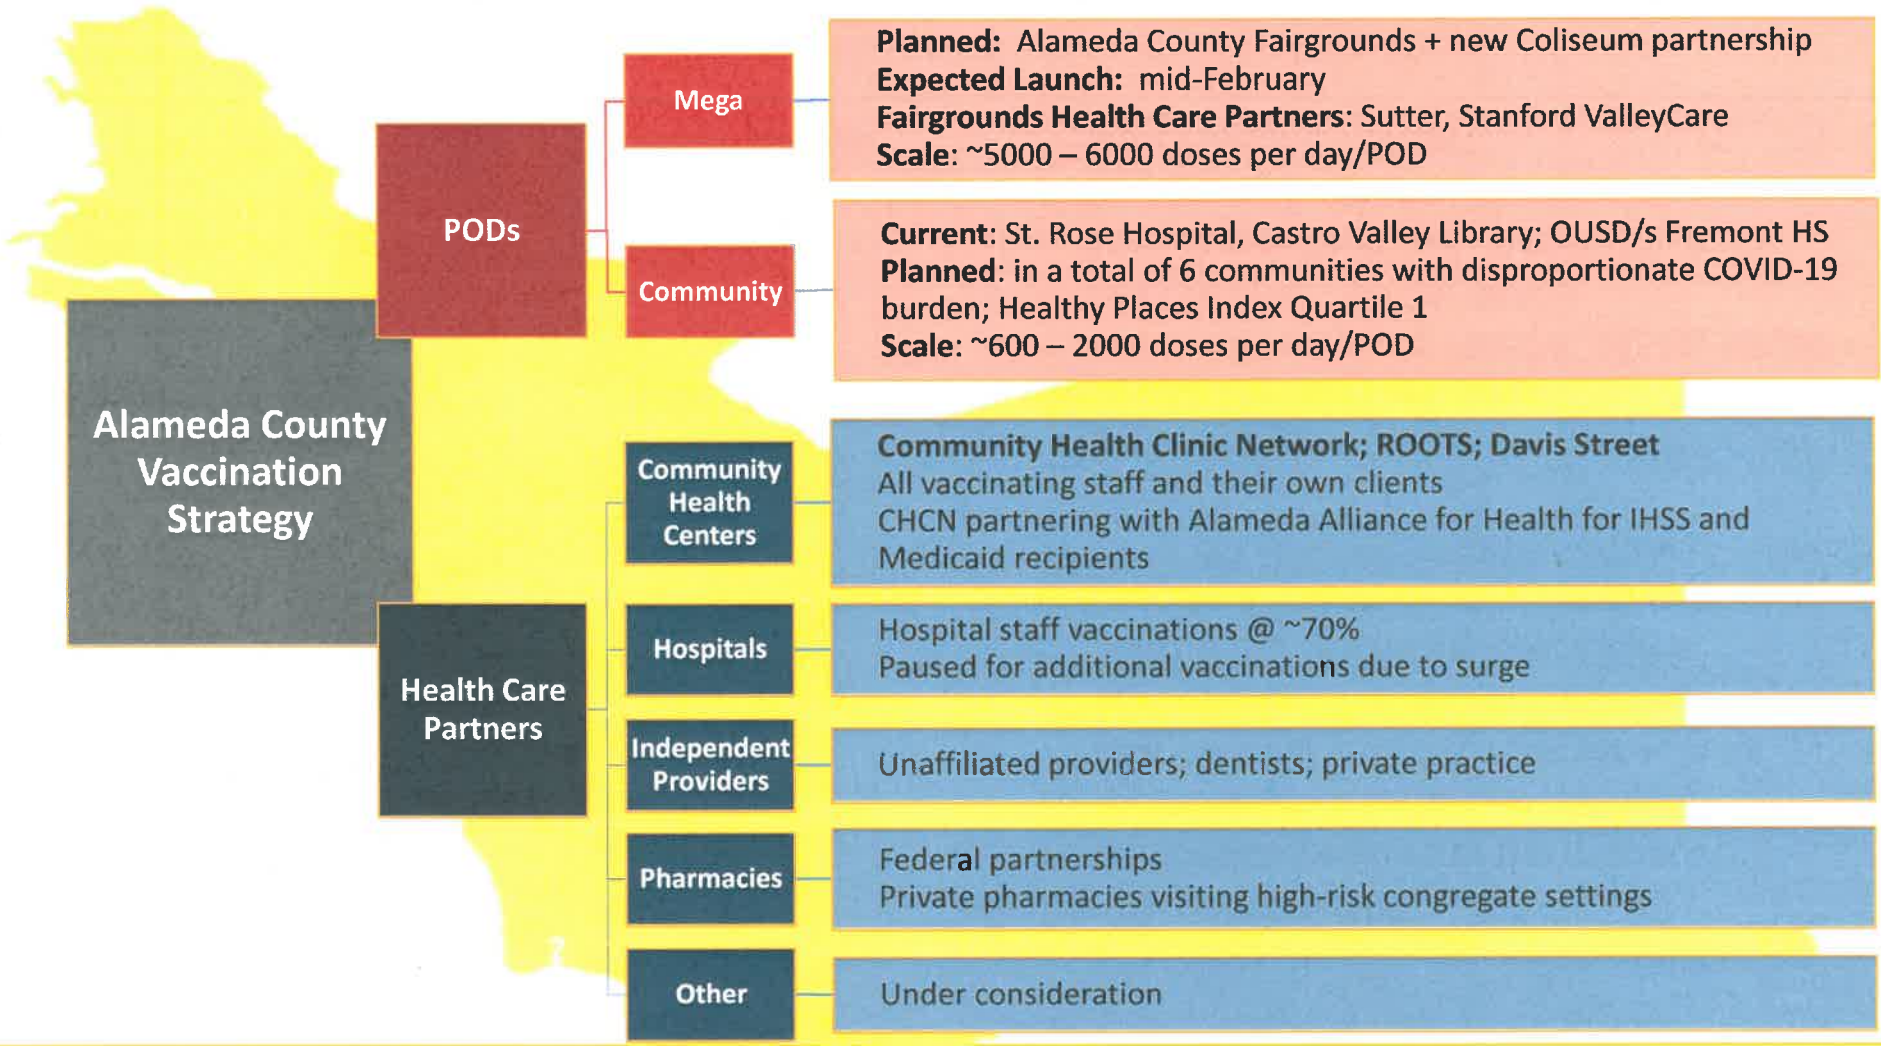 Alameda County
Vaccination
Strategy
PODs
Mega
Planned: Alameda County Fairgrounds + new Coliseum partnership
Expected Launch: mid-February
Fairgrounds Health Care Partners: Sutter, Stanford ValleyCare
Scale: ~5000 – 6000 doses per day/POD
Community
Current: St. Rose Hospital, Castro Valley Library; OUSD/s Fremont HS
Planned: in a total of 6 communities with disproportionate COVID-19
burden; Healthy Places Index Quartile 1
Scale: ~600 – 2000 doses per day/POD
Health Care
Partners
Community
Health
Centers
Community Health Clinic Network; ROOTS; Davis Street
All vaccinating staff and their own clients
CHCN partnering with Alameda Alliance for Health for IHSS and
Medicaid recipients
Hospitals
Hospital staff vaccinations @ ~70%
Paused for additional vaccinations due to surge
Independent
Providers
Unaffiliated providers; dentists; private practice
Pharmacies
Federal partnerships
Private pharmacies visiting high-risk congregate settings
Other
Under consideration